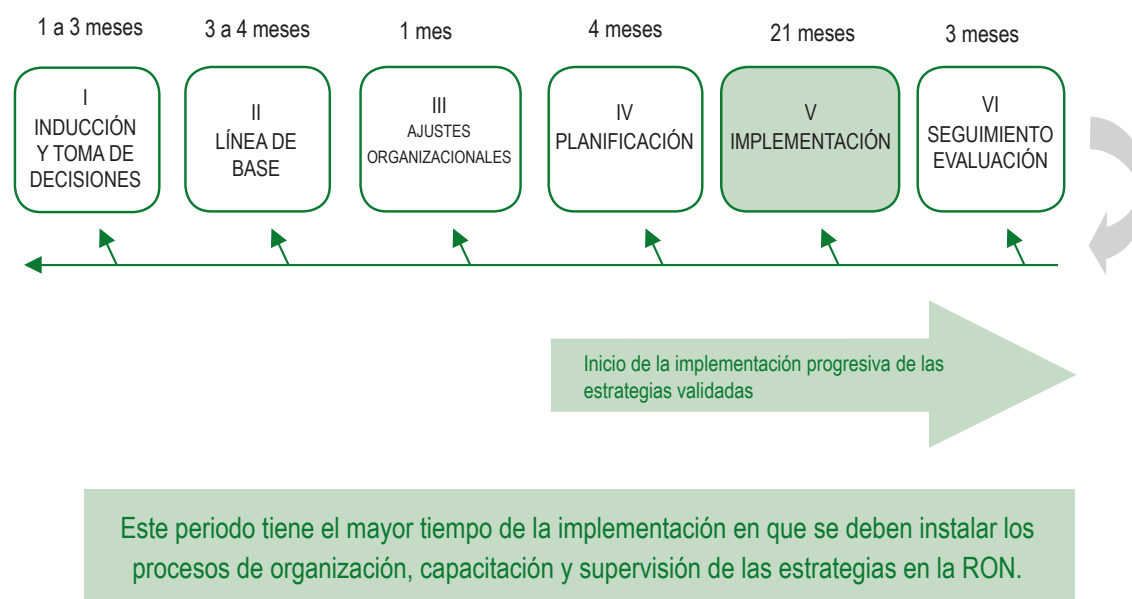 1 a 3 meses
3 a 4 meses
1 mes
4 meses
21 meses
3 meses
I
INDUCCIÓN
Y TOMA DE
DECISIONES
II
LÍNEA DE
BASE
III
AJUSTES
ORGANIZACIONALES
IV
PLANIFICACIÓN
V
IMPLEMENTACIÓN
VI
SEGUIMIENTO
EVALUACIÓN
Inicio de la implementación progresiva de las
estrategias validadas
Este periodo tiene el mayor tiempo de la implementación en que se deben instalar los
procesos de organización, capacitación y supervisión de las estrategias en la RON.